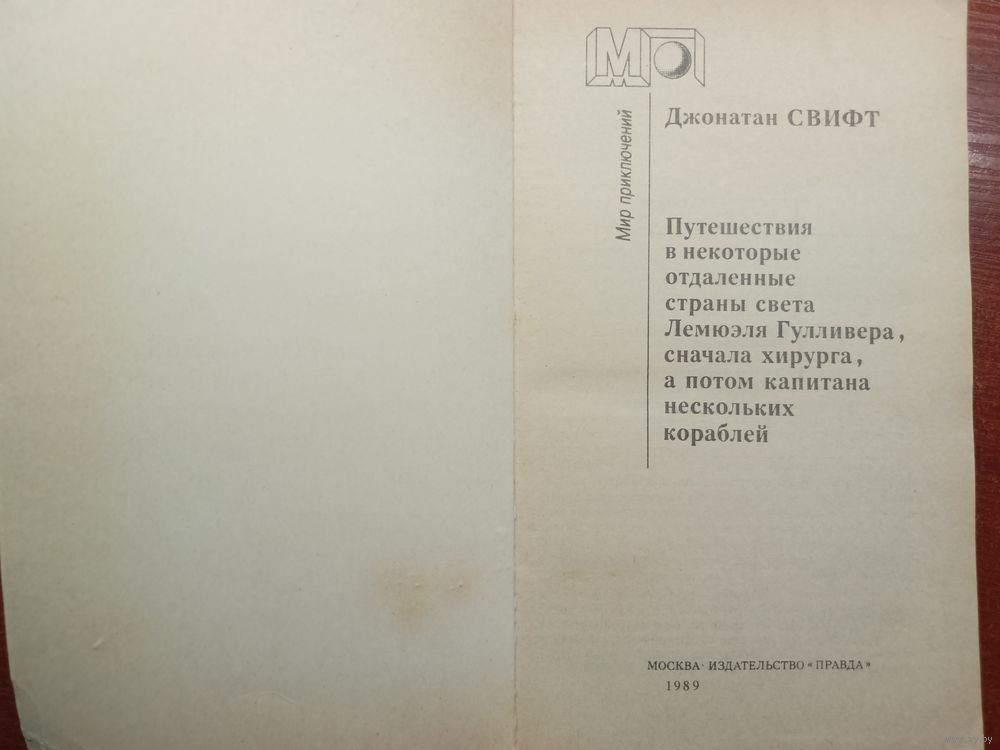 МП
Джонатан СВИФТ
Мир приключений
Путешествия
в некоторые
отдаленные
страны света
Лемюэля Гулливера,
сначала хирурга,
а потом капитана
нескольких
кораблей
МОСКВА· ИЗДАТЕЛЬСТВО «ПРАВДА»
1989